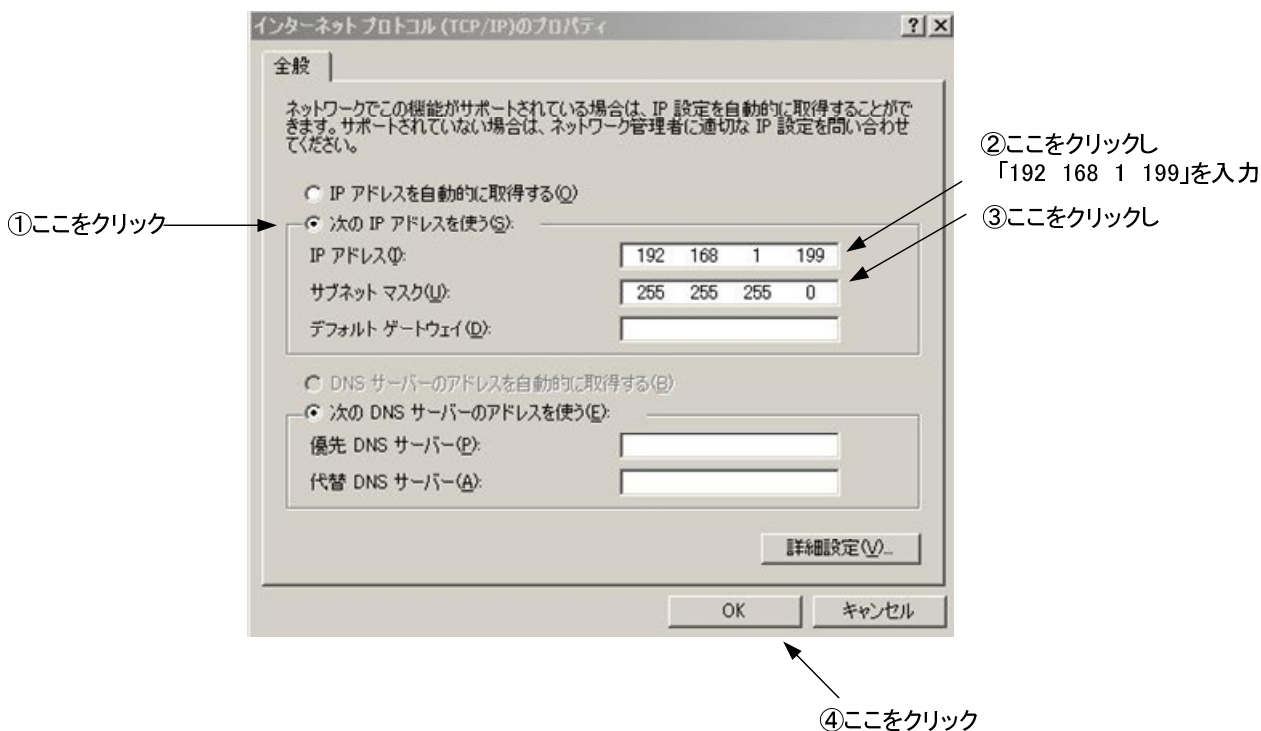 インターネット プロトコル (TCP/IP)のプロパティ
全般
ネットワークでこの機能がサポートされている場合は、IP 設定を自動的に取得することがで
きます。サポートされていない場合は、ネットワーク管理者に適切な IP 設定を問い合わせ
てください。
IP アドレスを自動的に取得する(O)
次の IP アドレスを使う(S):
IP アドレス(I):
192 168 1 199
サブネット マスク(U):
255 255 255 0
デフォルト ゲートウェイ(D):
DNS サーバーのアドレスを自動的に取得する(B)
次の DNS サーバーのアドレスを使う(E):
優先 DNS サーバー(P):
代替 DNS サーバー(A):
詳細設定(V)...
OK
キャンセル
①ここをクリック
②ここをクリックし
「192 168 1 199」を入力
③ここをクリックし
④ここをクリック